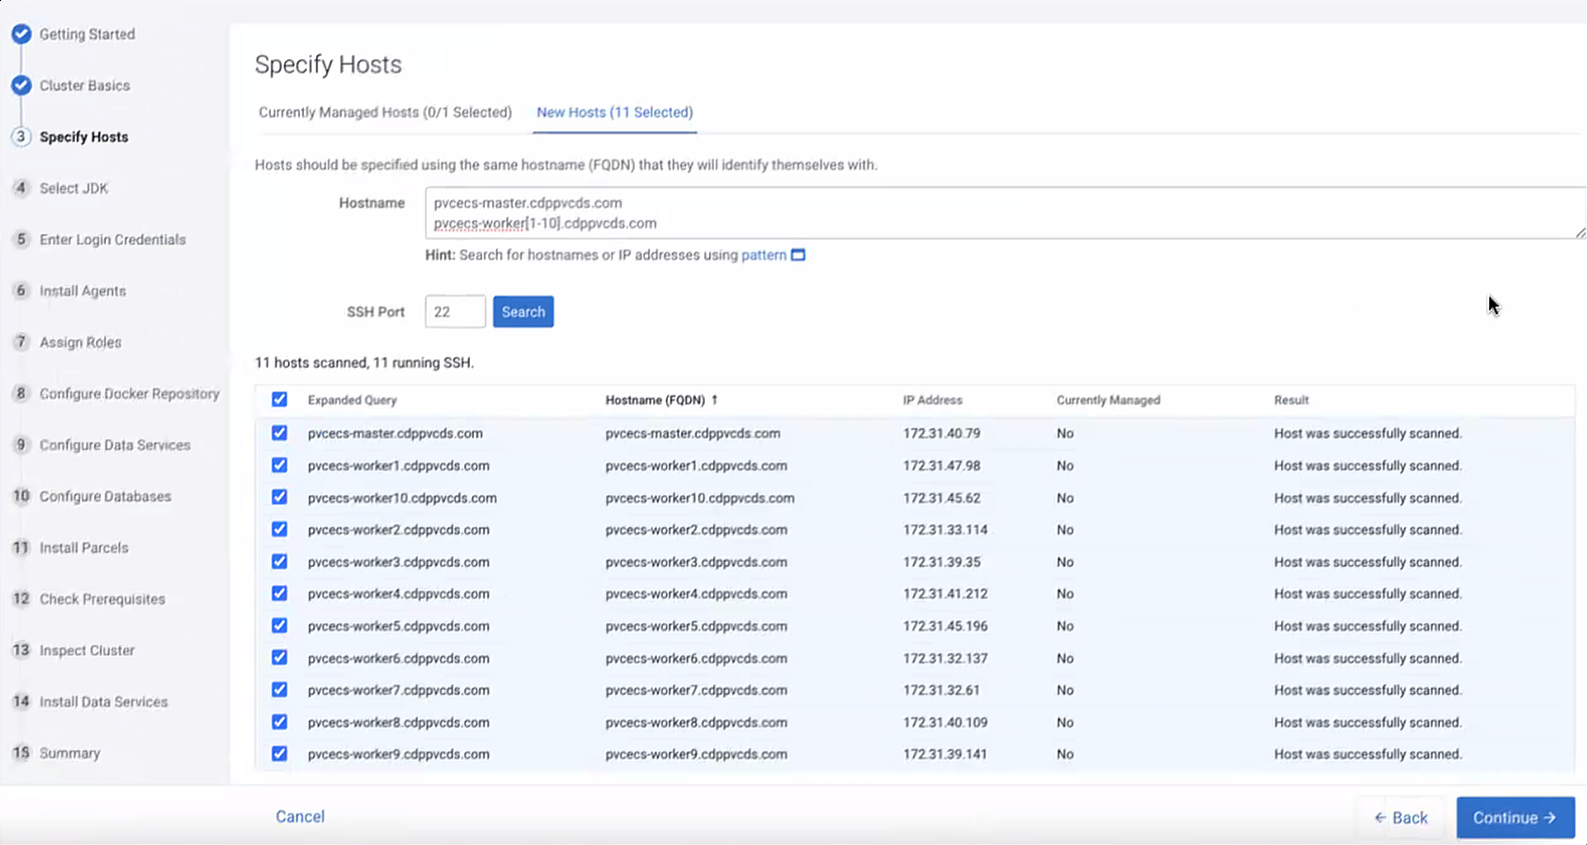 Getting Started
Cluster Basics
3 Specify Hosts
4 Select JDK
5 Enter Login Credentials
6 Install Agents
7 Assign Roles
8 Configure Docker Repository
9 Configure Data Services
10 Configure Databases
11 Install Parcels
12 Check Prerequisites
13 Inspect Cluster
14 Install Data Services
15 Summary
Specify Hosts
Currently Managed Hosts (0/1 Selected) New Hosts (11 Selected)
Hosts should be specified using the same hostname (FQDN) that they will identify themselves with.
Hostname
pvcecs-master.cdppvcds.com
pvcecs-worker[1-10].cdppvcds.com
Hint: Search for hostnames or IP addresses using pattern
SSH Port 22 Search
11 hosts scanned, 11 running SSH.
Expanded Query Hostname (FQDN) ↑ IP Address Currently Managed Result
pvcecs-master.cdppvcds.com pvcecs-master.cdppvcds.com 172.31.40.79 No Host was successfully scanned.
pvcecs-worker1.cdppvcds.com pvcecs-worker1.cdppvcds.com 172.31.47.98 No Host was successfully scanned.
pvcecs-worker10.cdppvcds.com pvcecs-worker10.cdppvcds.com 172.31.45.62 No Host was successfully scanned.
pvcecs-worker2.cdppvcds.com pvcecs-worker2.cdppvcds.com 172.31.33.114 No Host was successfully scanned.
pvcecs-worker3.cdppvcds.com pvcecs-worker3.cdppvcds.com 172.31.39.35 No Host was successfully scanned.
pvcecs-worker4.cdppvcds.com pvcecs-worker4.cdppvcds.com 172.31.41.212 No Host was successfully scanned.
pvcecs-worker5.cdppvcds.com pvcecs-worker5.cdppvcds.com 172.31.45.196 No Host was successfully scanned.
pvcecs-worker6.cdppvcds.com pvcecs-worker6.cdppvcds.com 172.31.32.137 No Host was successfully scanned.
pvcecs-worker7.cdppvcds.com pvcecs-worker7.cdppvcds.com 172.31.32.61 No Host was successfully scanned.
pvcecs-worker8.cdppvcds.com pvcecs-worker8.cdppvcds.com 172.31.40.109 No Host was successfully scanned.
pvcecs-worker9.cdppvcds.com pvcecs-worker9.cdppvcds.com 172.31.39.141 No Host was successfully scanned.
Cancel ← Back Continue →